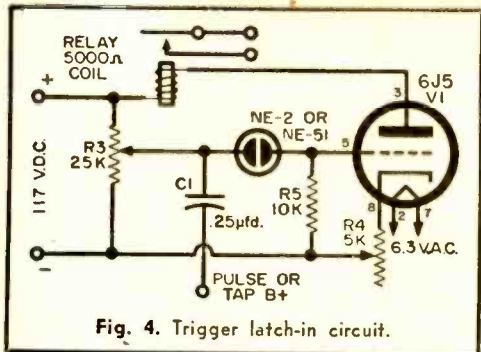 RELAY
5000Ω
COIL
+
117 V.D.C.
-
R3
25K
C1
.25µfd.
NE-2 OR
NE-51
R5
10K
PULSE OR
TAP B+
6J5
V1
3
5
8
2
7
R4
5K
6.3 V.A.C.
Fig. 4. Trigger latch-in circuit.